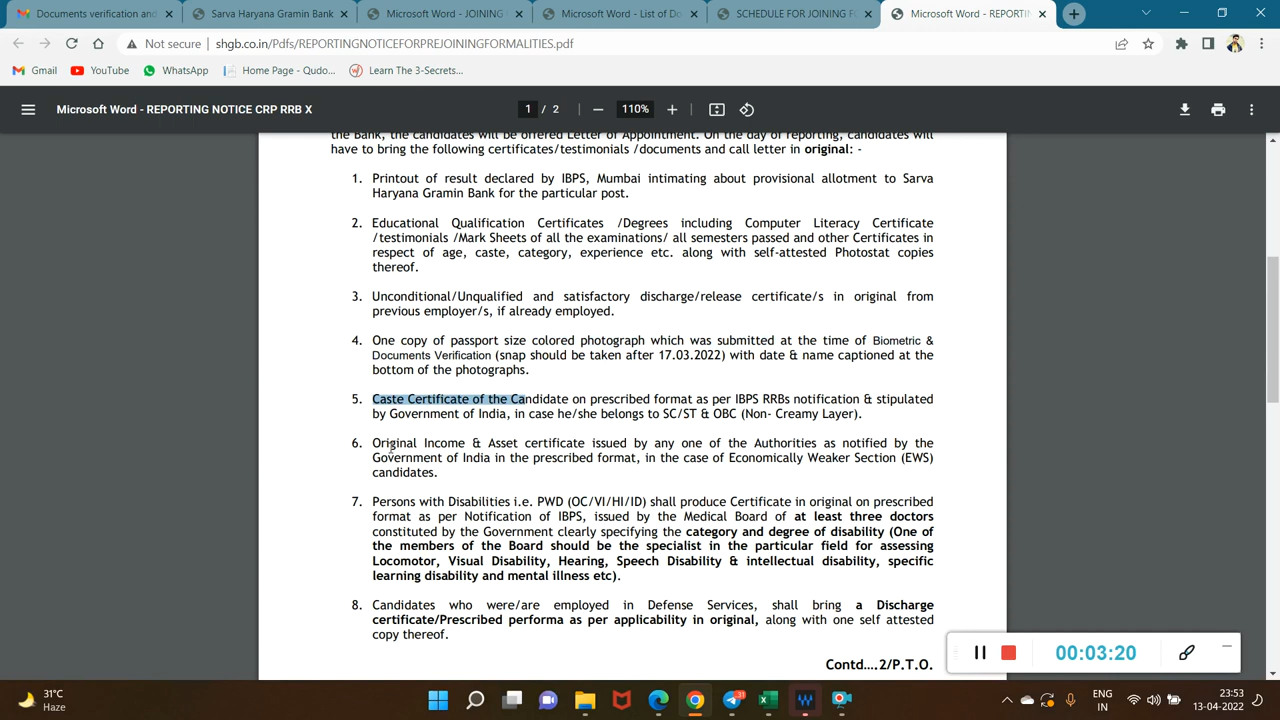 Documents verification and
Sarva Haryana Gramin Bank
Microsoft Word - JOINING
Microsoft Word - List of Do
SCHEDULE FOR JOINING F
Microsoft Word - REPORTI
Not secure
shgb.co.in/Pdfs/REPORTINGNOTICEFORPREJOININGFORMALITIES.pdf
Gmail
YouTube
WhatsApp
Home Page - Qudo...
Learn The 3-Secrets...
Microsoft Word - REPORTING NOTICE CRP RRB X
1 / 2
110%
the Bank, the candidates will be offered Letter of Appointment. On the day of reporting, candidates will
have to bring the following certificates/testimonials /documents and call letter in original: -
1. Printout of result declared by IBPS, Mumbai intimating about provisional allotment to Sarva
Haryana Gramin Bank for the particular post.
2. Educational Qualification Certificates /Degrees including Computer Literacy Certificate
/testimonials /Mark Sheets of all the examinations/ all semesters passed and other Certificates in
respect of age, caste, category, experience etc. along with self-attested Photostat copies
thereof.
3. Unconditional/Unqualified and satisfactory discharge/release certificate/s in original from
previous employer/s, if already employed.
4. One copy of passport size colored photograph which was submitted at the time of Biometric &
Documents Verification (snap should be taken after 17.03.2022) with date & name captioned at the
bottom of the photographs.
5. Caste Certificate of the Candidate on prescribed format as per IBPS RRBs notification & stipulated
by Government of India, in case he/she belongs to SC/ST & OBC (Non- Creamy Layer).
6. Original Income & Asset certificate issued by any one of the Authorities as notified by the
Government of India in the prescribed format, in the case of Economically Weaker Section (EWS)
candidates.
7. Persons with Disabilities i.e. PWD (OC/VI/HI/ID) shall produce Certificate in original on prescribed
format as per Notification of IBPS, issued by the Medical Board of at least three doctors
constituted by the Government clearly specifying the category and degree of disability (One of
the members of the Board should be the specialist in the particular field for assessing
Locomotor, Visual Disability, Hearing, Speech Disability & intellectual disability, specific
learning disability and mental illness etc).
8. Candidates who were/are employed in Defense Services, shall bring a Discharge
certificate/Prescribed performa as per applicability in original, along with one self attested
copy thereof.
Contd....2/P.T.O.
00:03:20
31°C
Haze
31
ENG
IN
23:53
13-04-2022